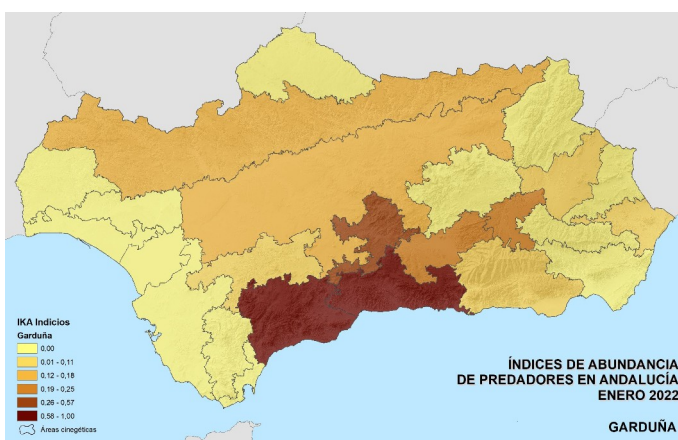 IKA Indicios
Garduña
0,00
0,01 - 0,11
0,12 - 0,18
0,19 - 0,25
0,26 - 0,57
0,58 - 1,00
Áreas cinegéticas
ÍNDICES DE ABUNDANCIA
DE PREDADORES EN ANDALUCÍA
ENERO 2022
GARDUÑA